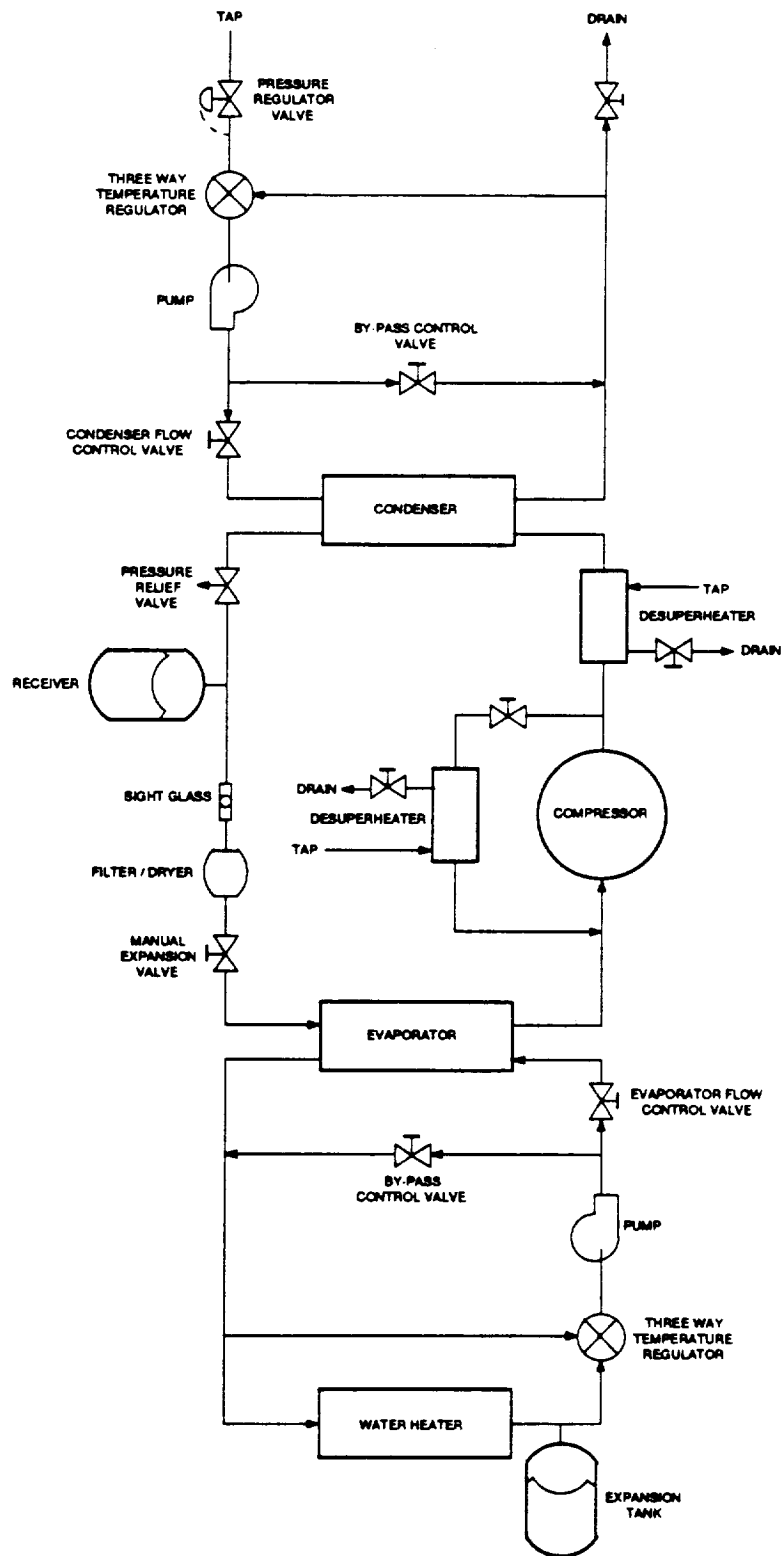 TAP
DRAIN
PRESSURE
REGULATOR
VALVE
THREE WAY
TEMPERATURE
REGULATOR
PUMP
BY-PASS CONTROL
VALVE
CONDENSER FLOW
CONTROL VALVE
CONDENSER
PRESSURE
RELIEF
VALVE
TAP
DESUPERHEATER
DRAIN
RECEIVER
SIGHT GLASS
DRAIN
DESUPERHEATER
TAP
COMPRESSOR
FILTER / DRYER
MANUAL
EXPANSION
VALVE
EVAPORATOR
EVAPORATOR FLOW
CONTROL VALVE
BY-PASS
CONTROL VALVE
PUMP
THREE WAY
TEMPERATURE
REGULATOR
WATER HEATER
EXPANSION
TANK